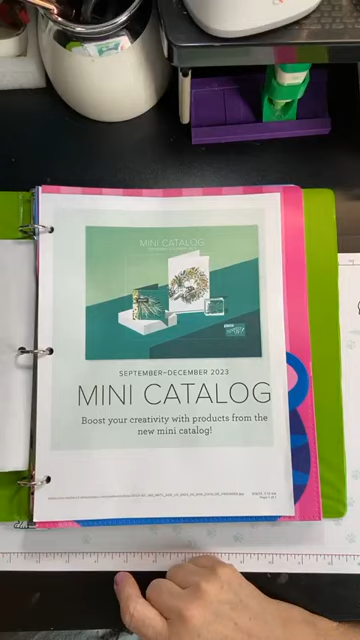 MINI CATALOG
SEPTEMBER–DECEMBER 2023
MINI CATALOG
Boost your creativity with products from the
new mini catalog!